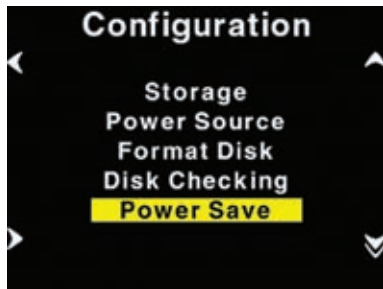 Configuration
Storage
Power Source
Format Disk
Disk Checking
Power Save